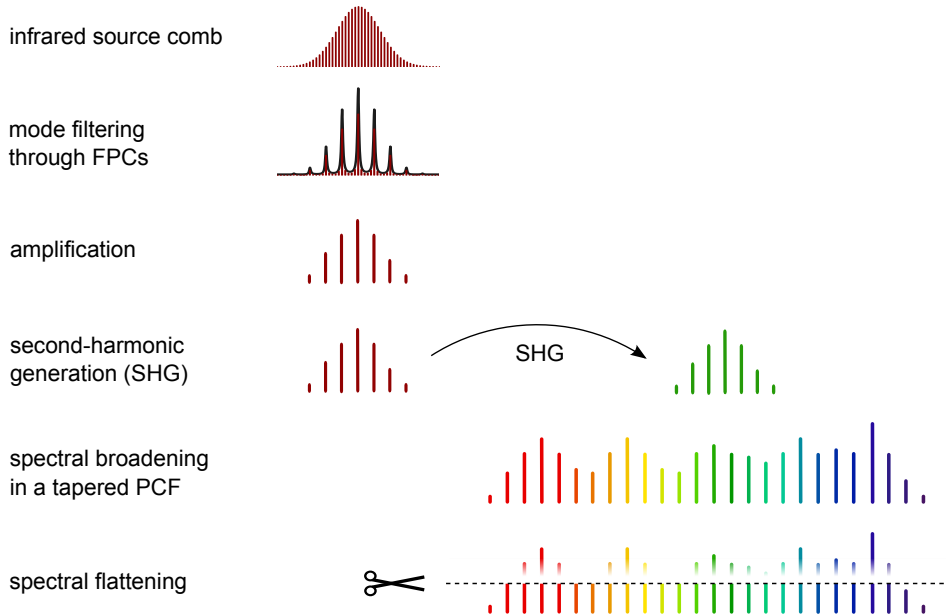 infrared source comb
mode filtering
through FPCs
amplification
second-harmonic
generation (SHG)
SHG
spectral broadening
in a tapered PCF
spectral flattening